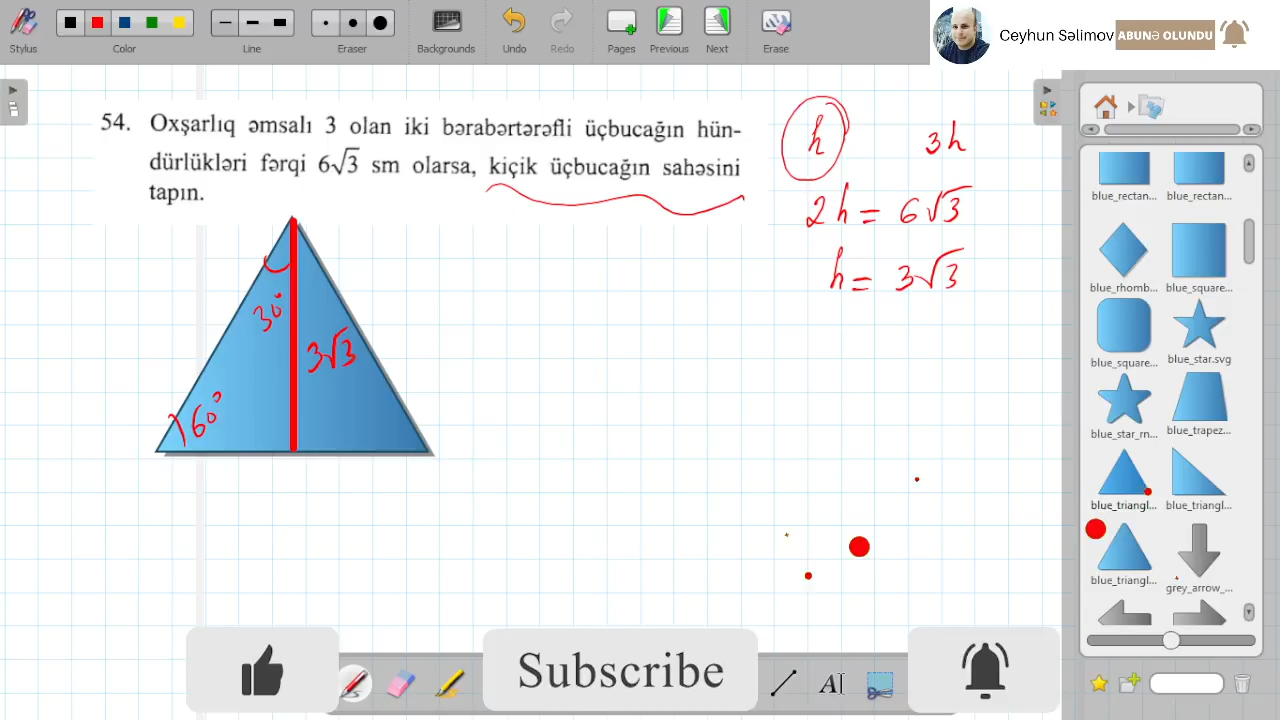 Stylus
Color
Line
Eraser
Backgrounds
Undo
Redo
Pages
Previous
Next
Erase
Ceyhun Səlimov
ABUNƏ OLUNDU
54. Oxşarlıq əmsalı 3 olan iki bərabərtərəfli üçbucağın hün-
dürlükləri fərqi 6√3 sm olarsa, kiçik üçbucağın sahəsini
tapın.
h 3h
2h = 6√3
h = 3√3
30°
3√3
60°
blue_rectan... blue_rectan...
blue_rhomb... blue_square...
blue_square... blue_star.svg
blue_star_rn... blue_trapez...
blue_triangl... blue_triangl...
blue_triangl... grey_arrow_...
Subscribe
A